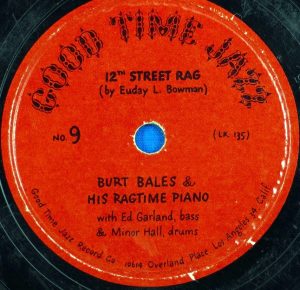 GOOD TIME JAZZ
12TH STREET RAG
(by Euday L. Bowman)
NO. 9
(LK 135)
BURT BALES &
HIS RAGTIME PIANO
with Ed Garland, bass
& Minor Hall, drums
Good Time Jazz Record Co. Overland Place Los Angeles 34 Calif.